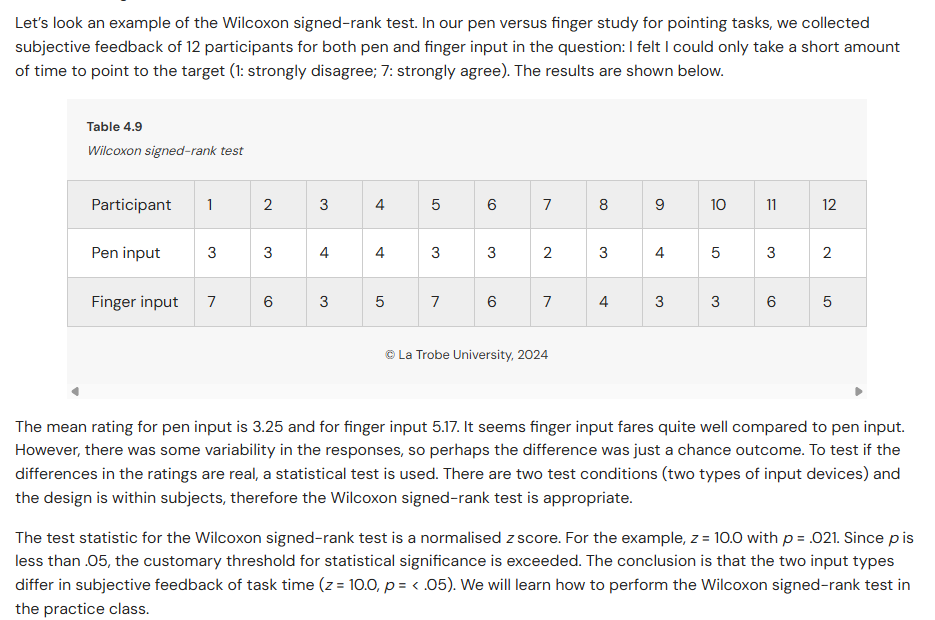 Let's look an example of the Wilcoxon signed-rank test. In our pen versus finger study for pointing tasks, we collected
subjective feedback of 12 participants for both pen and finger input in the question: I felt I could only take a short amount
of time to point to the target (1: strongly disagree; 7: strongly agree). The results are shown below.
Table 4.9
Wilcoxon signed-rank test
Participant 1 2 3 4 5 6 7 8 9 10 11 12
Pen input 3 3 4 4 3 3 2 3 4 5 3 2
Finger input 7 6 3 5 7 6 7 4 3 3 6 5
© La Trobe University, 2024
The mean rating for pen input is 3.25 and for finger input 5.17. It seems finger input fares quite well compared to pen input.
However, there was some variability in the responses, so perhaps the difference was just a chance outcome. To test if the
differences in the ratings are real, a statistical test is used. There are two test conditions (two types of input devices) and
the design is within subjects, therefore the Wilcoxon signed-rank test is appropriate.
The test statistic for the Wilcoxon signed-rank test is a normalised z score. For the example, z = 10.0 with p = .021. Since p is
less than .05, the customary threshold for statistical significance is exceeded. The conclusion is that the two input types
differ in subjective feedback of task time (z = 10.0, p = < .05). We will learn how to perform the Wilcoxon signed-rank test in
the practice class.